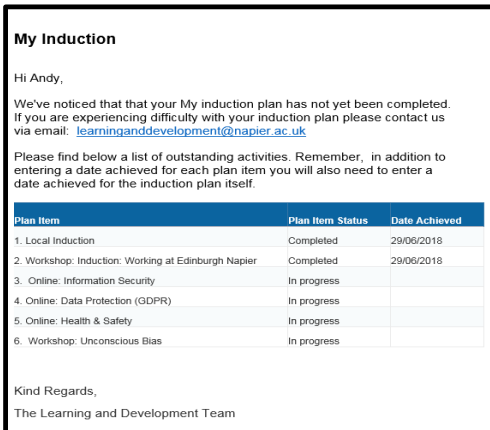 My Induction
Hi Andy,
We've noticed that that your My induction plan has not yet been completed.
If you are experiencing difficulty with your induction plan please contact us
via email: learninganddevelopment@napier.ac.uk
Please find below a list of outstanding activities. Remember, in addition to
entering a date achieved for each plan item you will also need to enter a
date achieved for the induction plan itself.
Plan Item Plan Item Status Date Achieved
1. Local Induction Completed 29/06/2018
2. Workshop: Induction: Working at Edinburgh Napier Completed 29/06/2018
3. Online: Information Security In progress
4. Online: Data Protection (GDPR) In progress
5. Online: Health & Safety In progress
6. Workshop: Unconscious Bias In progress
Kind Regards,
The Learning and Development Team